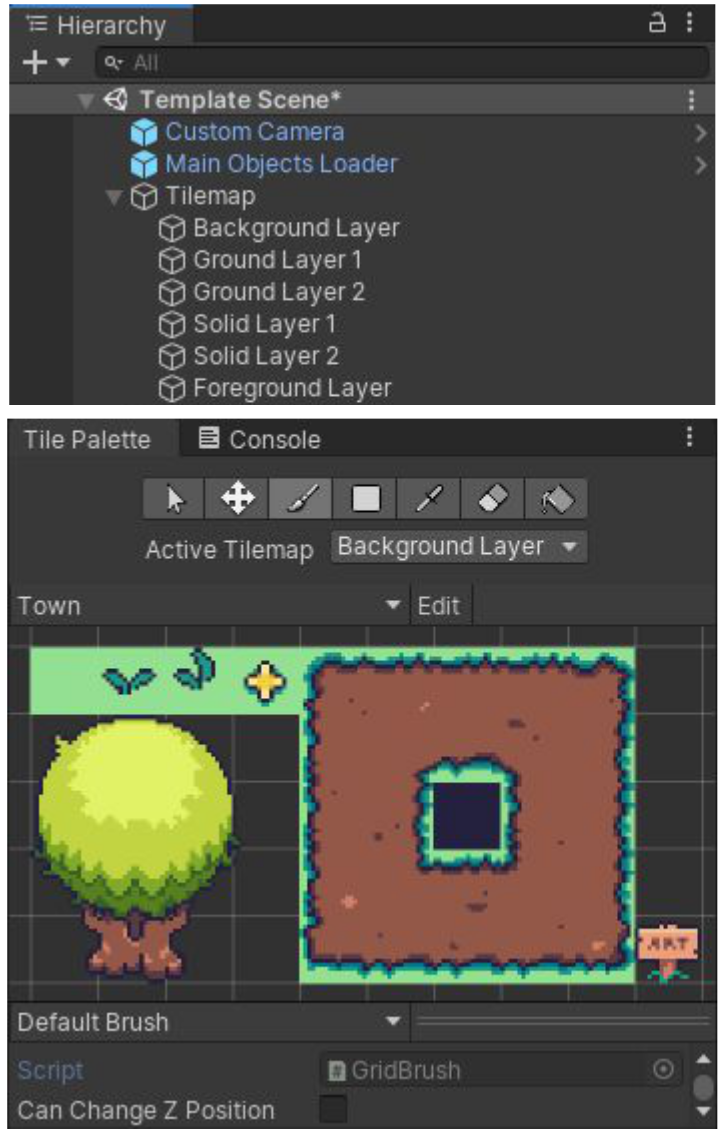 Hierarchy
All
Template Scene*
Custom Camera
Main Objects Loader
Tilemap
Background Layer
Ground Layer 1
Ground Layer 2
Solid Layer 1
Solid Layer 2
Foreground Layer
Tile Palette Console
Active Tilemap Background Layer
Town Edit
ART
Default Brush
Script GridBrush
Can Change Z Position